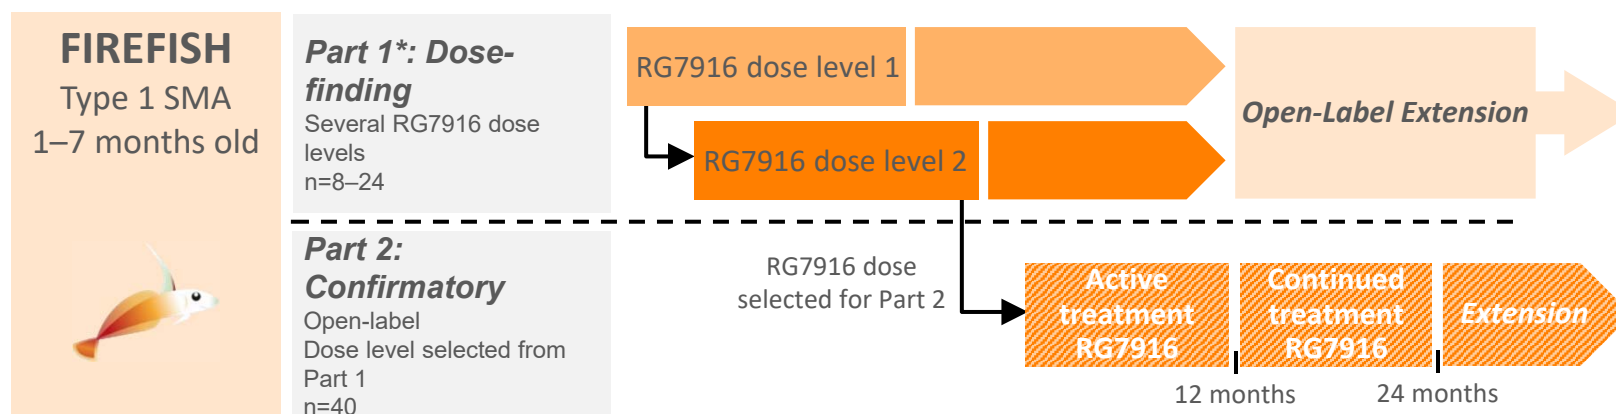 FIREFISH
Type 1 SMA
1–7 months old
Part 1*: Dose-
finding
Several RG7916 dose
levels
n=8–24
RG7916 dose level 1
RG7916 dose level 2
Open-Label Extension
Part 2:
Confirmatory
Open-label
Dose level selected from
Part 1
n=40
RG7916 dose
selected for Part 2
Active
treatment
RG7916
Continued
treatment
RG7916
Extension
12 months
24 months